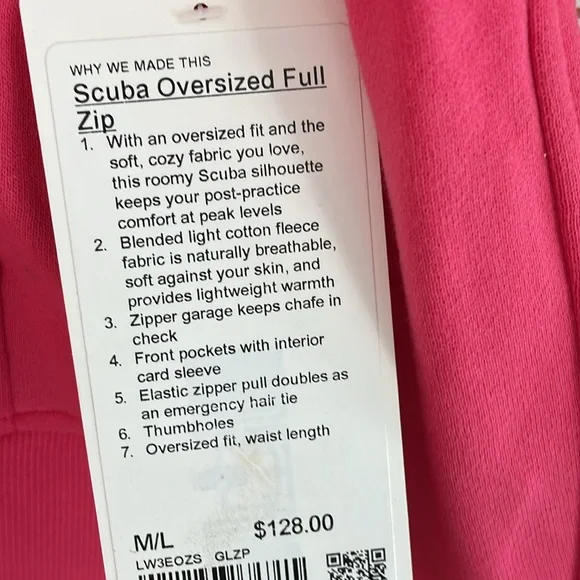 WHY WE MADE THIS
Scuba Oversized Full
Zip
1. With an oversized fit and the
soft, cozy fabric you love,
this roomy Scuba silhouette
keeps your post-practice
comfort at peak levels
2. Blended light cotton fleece
fabric is naturally breathable,
soft against your skin, and
provides lightweight warmth
3. Zipper garage keeps chafe in
check
4. Front pockets with interior
card sleeve
5. Elastic zipper pull doubles as
an emergency hair tie
6. Thumbholes
7. Oversized fit, waist length
M/L $128.00
LW3EOZS GLZP